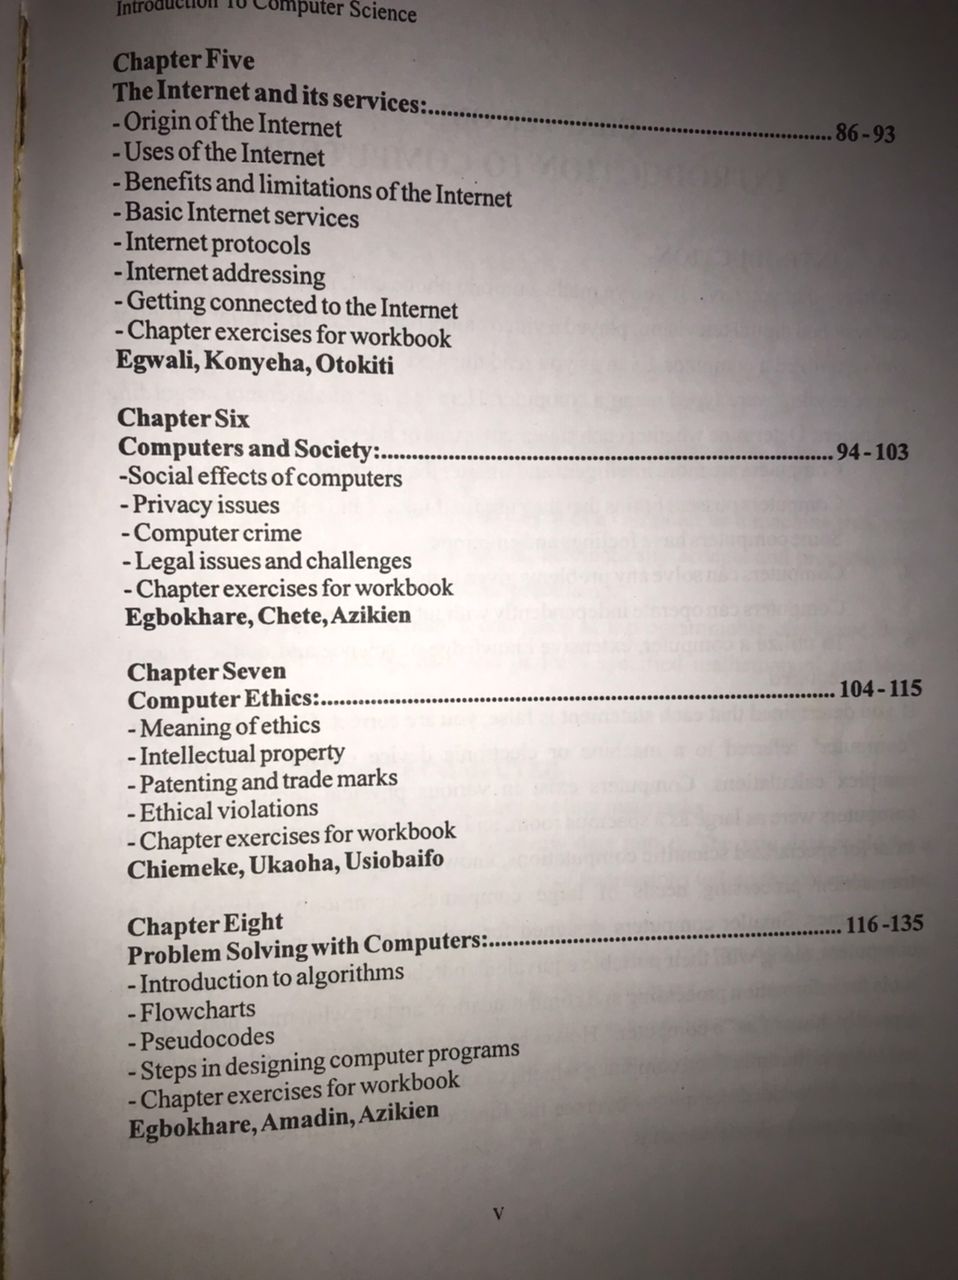 Introduction To Computer Science
Chapter Five
The Internet and its services:..........86-93
- Origin of the Internet
- Uses of the Internet
- Benefits and limitations of the Internet
- Basic Internet services
- Internet protocols
- Internet addressing
- Getting connected to the Internet
- Chapter exercises for workbook
Egwali, Konyeha, Otokiti
Chapter Six
Computers and Society:..........94-103
-Social effects of computers
- Privacy issues
- Computer crime
- Legal issues and challenges
- Chapter exercises for workbook
Egbokhare, Chete, Azikien
Chapter Seven
Computer Ethics:..........104-115
- Meaning of ethics
- Intellectual property
- Patenting and trade marks
- Ethical violations
- Chapter exercises for workbook
Chiemeke, Ukaoha, Usiobaifo
Chapter Eight
Problem Solving with Computers:..........116-135
- Introduction to algorithms
- Flowcharts
- Pseudocodes
- Steps in designing computer programs
- Chapter exercises for workbook
Egbokhare, Amadin, Azikien
v